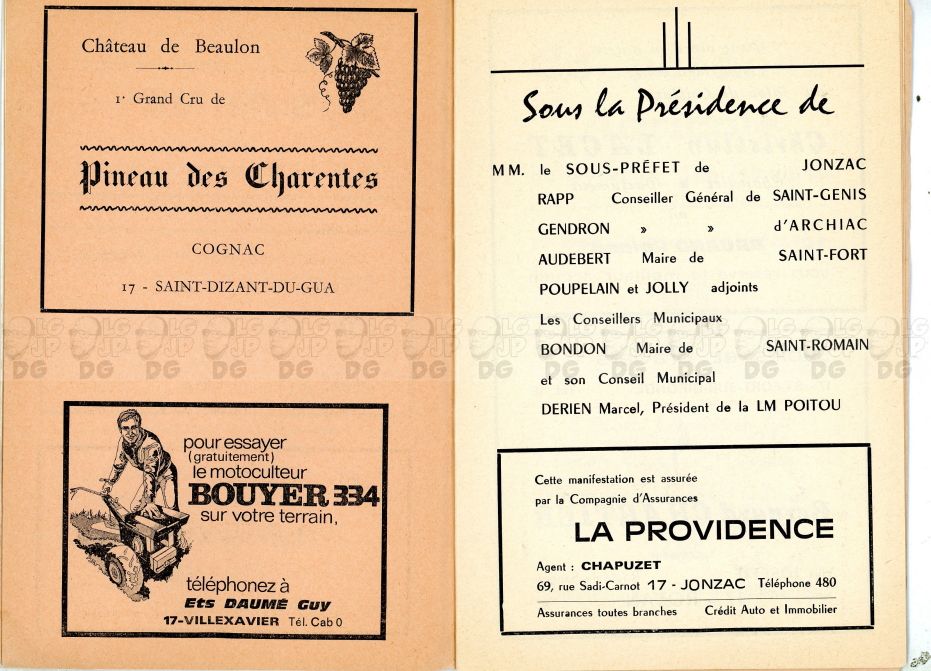 Château de Beaulon
1º Grand Cru de
Pineau des Charentes
COGNAC
17 - SAINT-DIZANT-DU-GUA
pour essayer
(gratuitement)
le motoculteur
BOUYER 334
sur votre terrain,
téléphonez à
Ets DAUMÉ Guy
17-VILLEXAVIER Tél. Cab 0
Sous la Présidence de
MM. le SOUS-PRÉFET de JONZAC
RAPP Conseiller Général de SAINT-GENIS
GENDRON » » d'ARCHIAC
AUDEBERT Maire de SAINT-FORT
POUPELAIN et JOLLY adjoints
Les Conseillers Municipaux
BONDON Maire de SAINT-ROMAIN
et son Conseil Municipal
DERIEN Marcel, Président de la LM POITOU
Cette manifestation est assurée
par la Compagnie d'Assurances
LA PROVIDENCE
Agent : CHAPUZET
69, rue Sadi-Carnot 17 - JONZAC Téléphone 480
Assurances toutes branches Crédit Auto et Immobilier
LG JP DG